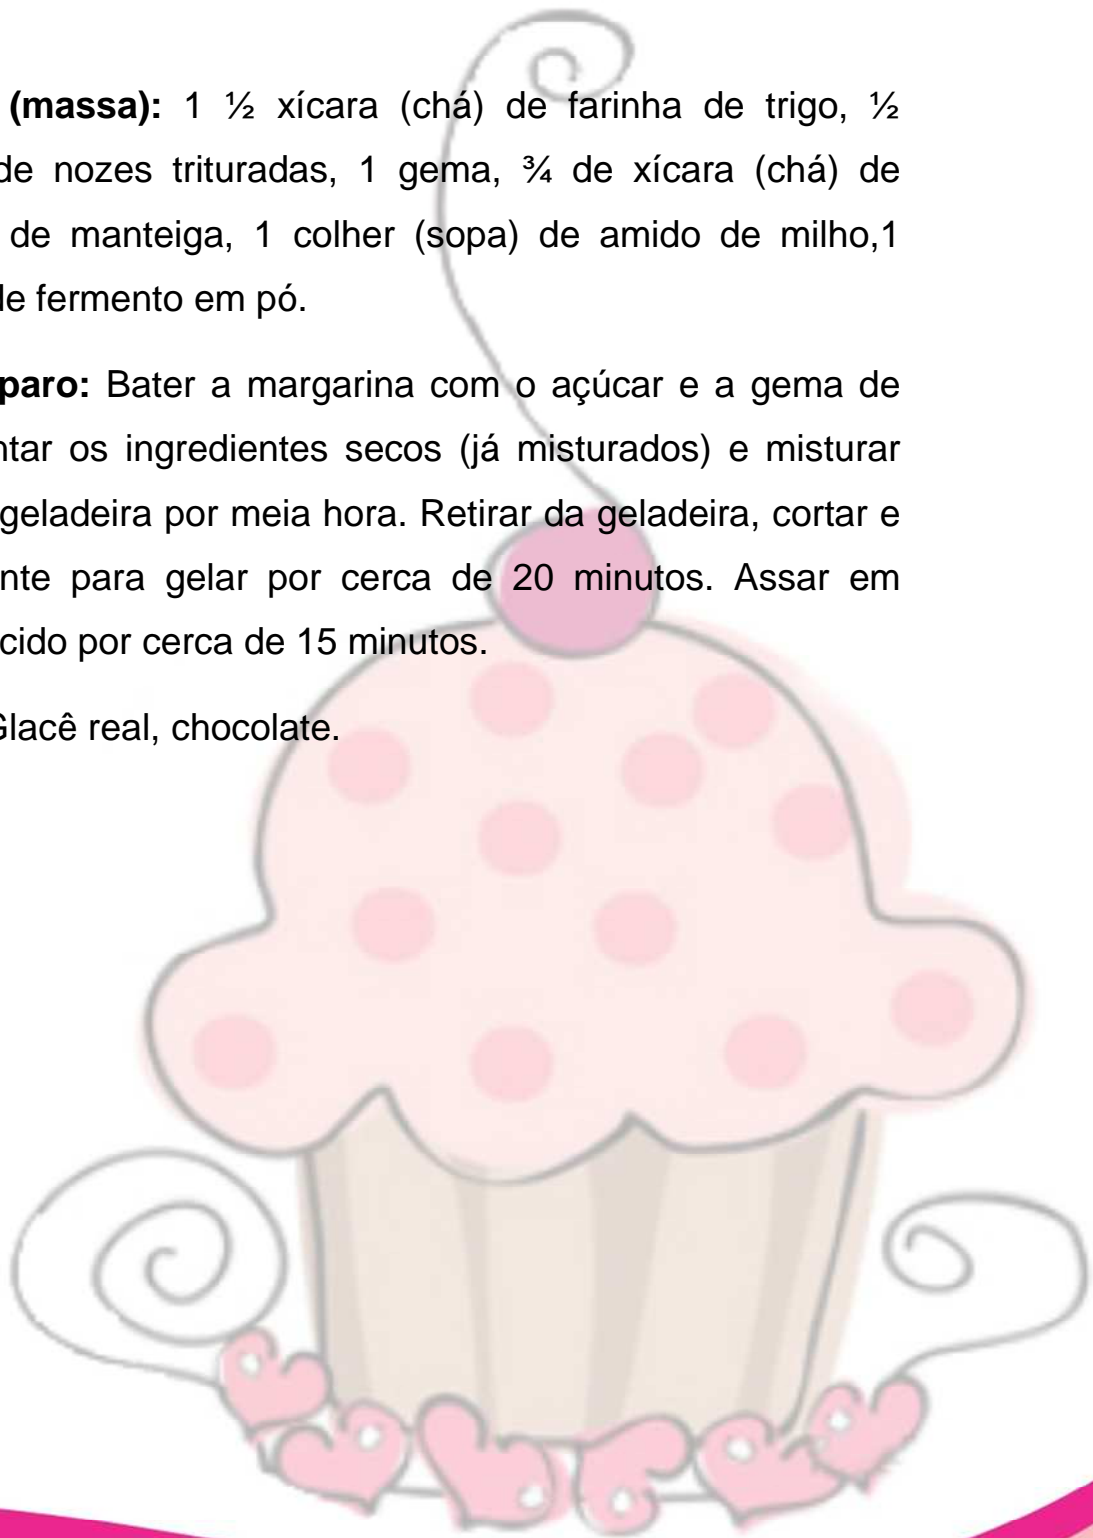 (massa): 1 ½ xícara (chá) de farinha de trigo, ½
de nozes trituradas, 1 gema, ¾ de xícara (chá) de
de manteiga, 1 colher (sopa) de amido de milho,1
de fermento em pó.
paro: Bater a margarina com o açúcar e a gema de
ntar os ingredientes secos (já misturados) e misturar
geladeira por meia hora. Retirar da geladeira, cortar e
nte para gelar por cerca de 20 minutos. Assar em
cido por cerca de 15 minutos.
Glacê real, chocolate.